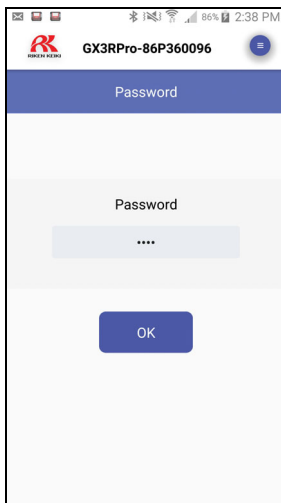 86% 2:38 PM
RIKEN KEIKI
GX3RPro-86P360096
Password
Password
••••
OK